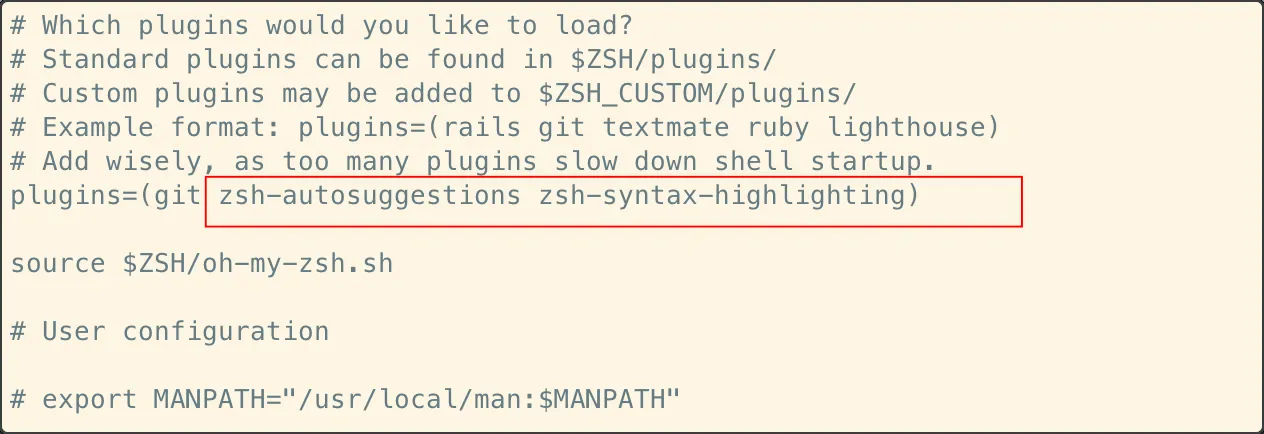 # Which plugins would you like to load?
# Standard plugins can be found in $ZSH/plugins/
# Custom plugins may be added to $ZSH_CUSTOM/plugins/
# Example format: plugins=(rails git textmate ruby lighthouse)
# Add wisely, as too many plugins slow down shell startup.
plugins=(git zsh-autosuggestions zsh-syntax-highlighting)
source $ZSH/oh-my-zsh.sh
# User configuration
# export MANPATH="/usr/local/man:$MANPATH"